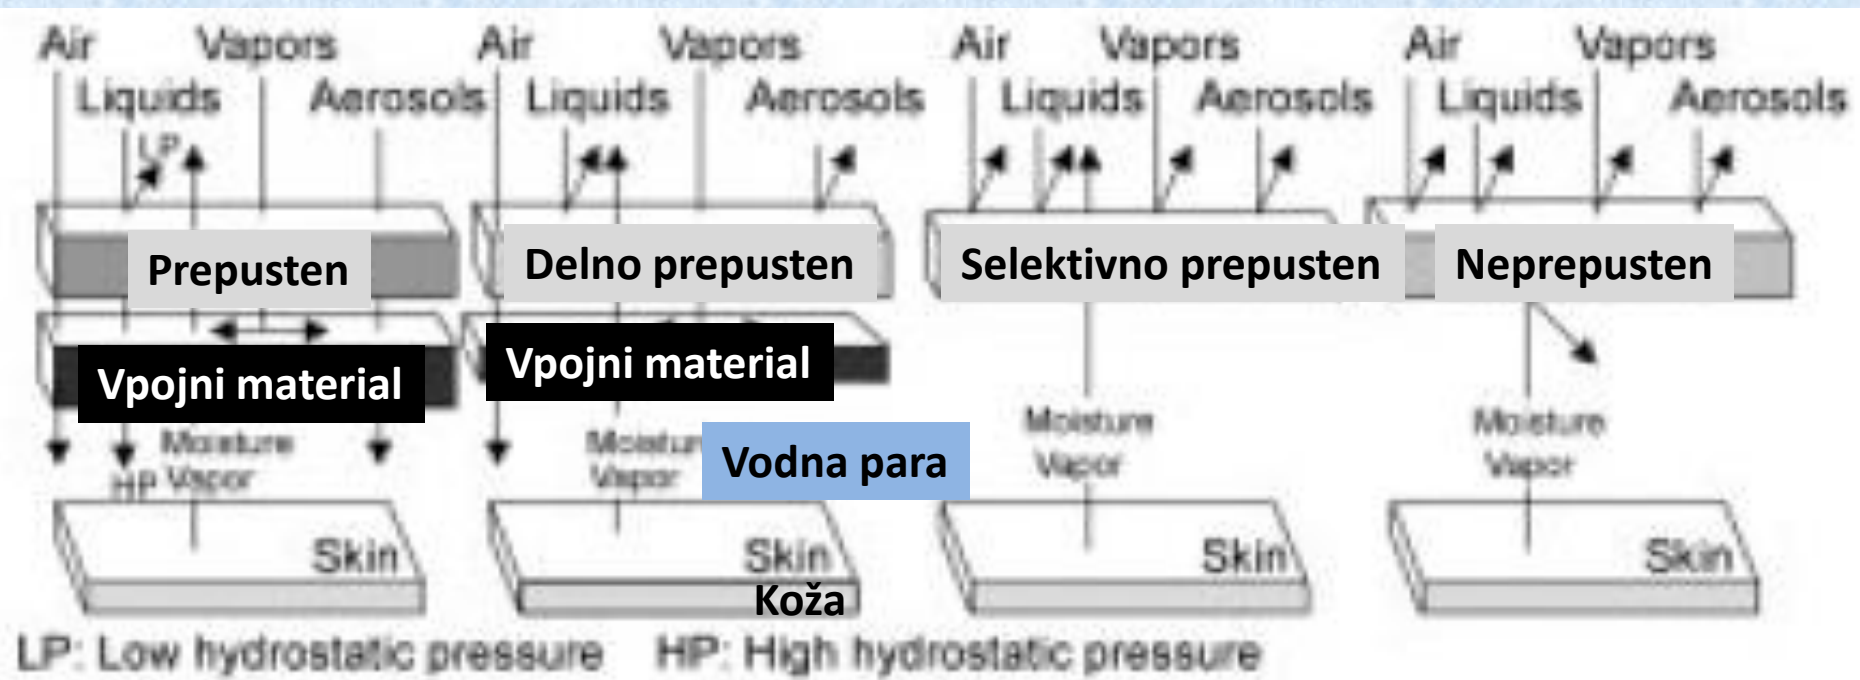 Air Vapors Air Vapors Air Vapors Air Vapors
Liquids Aerosols Liquids Aerosols Liquids Aerosols Liquids Aerosols
LP
Prepusten Delno prepusten Selektivno prepusten Neprepusten
Vpojni material Vpojni material
Moisture Moistur Moisture Moisture
HP Vapor Vapor Vodna para Vapor Vapor
Skin Skin Skin Skin
Koža
LP: Low hydrostatic pressure HP: High hydrostatic pressure